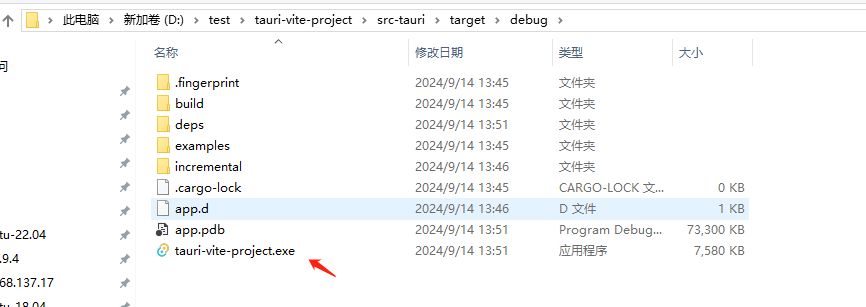 此电脑 > 新加卷 (D:) > test > tauri-vite-project > src-tauri > target > debug >
名称 修改日期 类型 大小
问
.fingerprint 2024/9/14 13:45 文件夹
build 2024/9/14 13:45 文件夹
deps 2024/9/14 13:51 文件夹
examples 2024/9/14 13:45 文件夹
incremental 2024/9/14 13:46 文件夹
.cargo-lock 2024/9/14 13:45 CARGO-LOCK 文... 0 KB
app.d 2024/9/14 13:46 D 文件 1 KB
tu-22.04
app.pdb 2024/9/14 13:51 Program Debug... 73,300 KB
tauri-vite-project.exe 2024/9/14 13:51 应用程序 7,580 KB
.9.4
68.137.17
tu-18.04